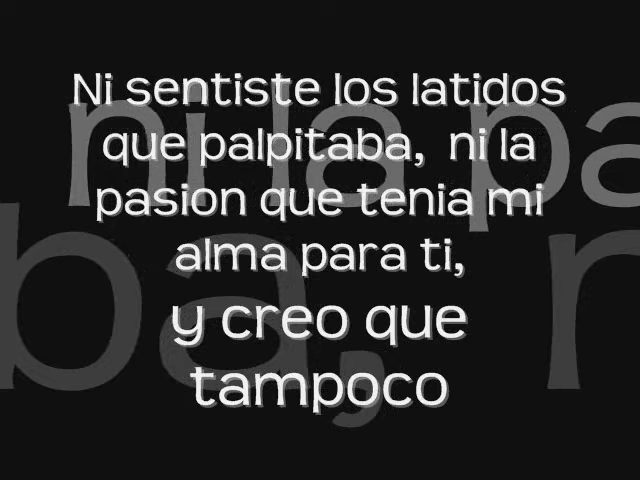 Ni sentiste los latidos
que palpitaba, ni la
pasion que tenia mi
alma para ti,
y creo que
tampoco